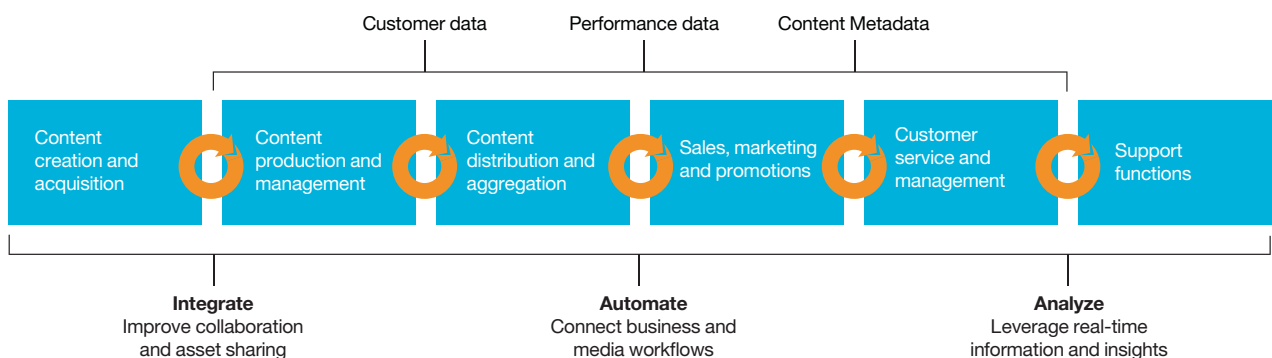 Customer data
Performance data
Content Metadata
Content
creation and
acquisition
Content
production and
management
Content
distribution and
aggregation
Sales, marketing
and promotions
Customer
service and
management
Support
functions
Integrate
Improve collaboration
and asset sharing
Automate
Connect business and
media workflows
Analyze
Leverage real-time
information and insights